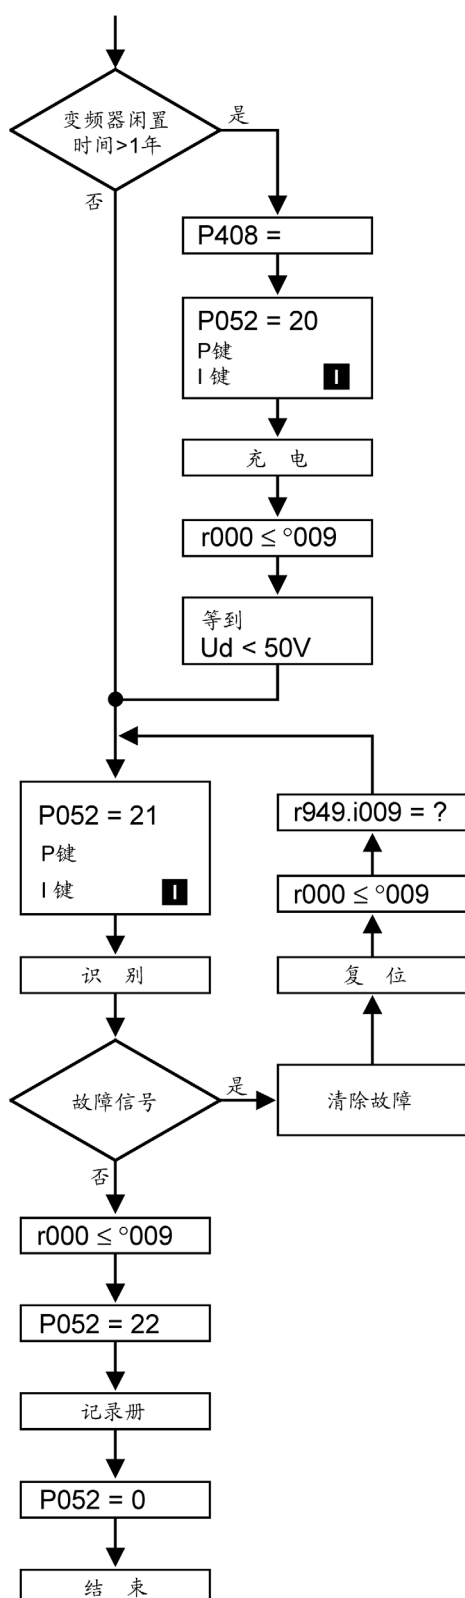 变频器闲置
时间>1年
是
否
P408 =
P052 = 20
P键
I 键
I
充 电
r000 ≤ °009
等到
Ud < 50V
P052 = 21
P键
I 键
I
识 别
故障信号
是
否
清除故障
复 位
r000 ≤ °009
r949.i009 = ?
r000 ≤ °009
P052 = 22
记录册
P052 = 0
结 束